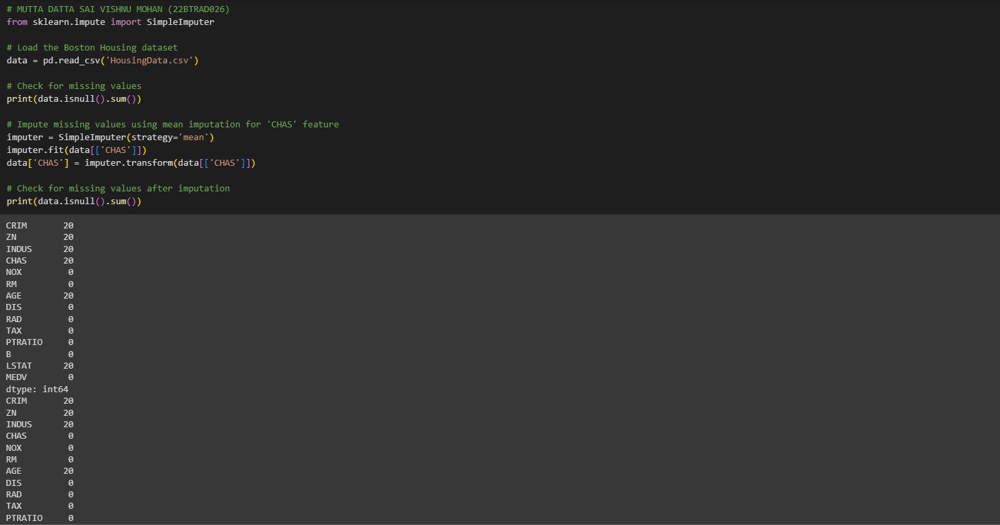 # MUTTA DATTA SAI VISHNU MOHAN (22BTRAD026)
from sklearn.impute import SimpleImputer
# Load the Boston Housing dataset
data = pd.read_csv('HousingData.csv')
# Check for missing values
print(data.isnull().sum())
# Impute missing values using mean imputation for 'CHAS' feature
imputer = SimpleImputer(strategy='mean')
imputer.fit(data[['CHAS']])
data['CHAS'] = imputer.transform(data[['CHAS']])
# Check for missing values after imputation
print(data.isnull().sum())
CRIM       20
ZN         20
INDUS      20
CHAS       20
NOX         0
RM          0
AGE        20
DIS         0
RAD         0
TAX         0
PTRATIO     0
B           0
LSTAT      20
MEDV        0
dtype: int64
CRIM       20
ZN         20
INDUS      20
CHAS        0
NOX         0
RM          0
AGE        20
DIS         0
RAD         0
TAX         0
PTRATIO     0